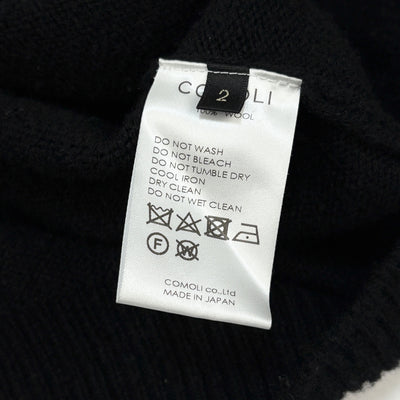 COMOLI
2
100% WOOL
DO NOT WASH
DO NOT BLEACH
DO NOT TUMBLE DRY
COOL IRON
DRY CLEAN
DO NOT WET CLEAN
F W
COMOLI co.,Ltd
MADE IN JAPAN